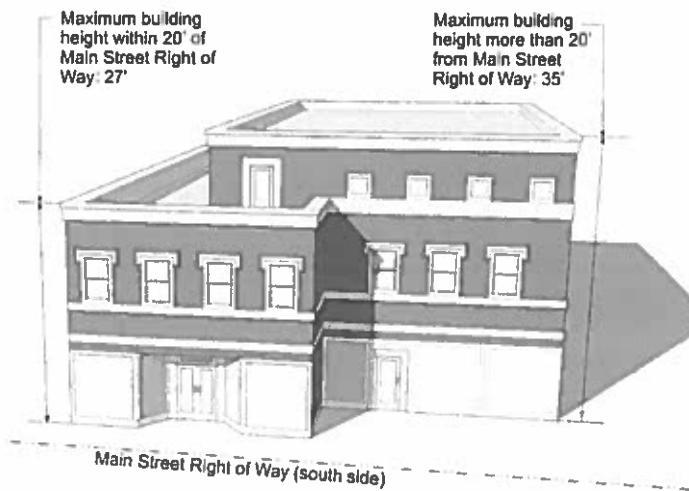 Maximum building
height within 20' of
Main Street Right of
Way: 27'
Maximum building
height more than 20'
from Main Street
Right of Way: 35'
Main Street Right of Way (south side)